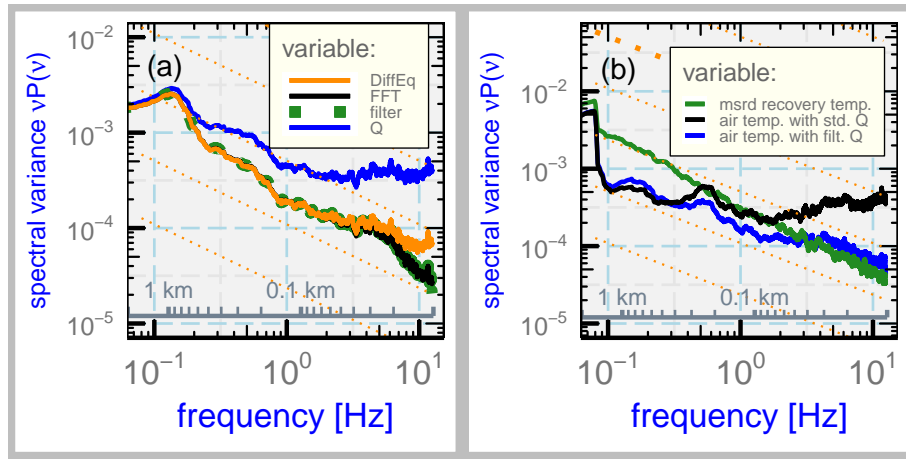 (a)
variable:
DiffEq
FFT
filter
Q
spectral variance νP(ν)
10⁻²
10⁻³
10⁻⁴
10⁻⁵
1 km
0.1 km
10⁻¹
10⁰
10¹
frequency [Hz]
(b)
variable:
msrd recovery temp.
air temp. with std. Q
air temp. with filt. Q
spectral variance νP(ν)
10⁻²
10⁻³
10⁻⁴
10⁻⁵
1 km
0.1 km
10⁻¹
10⁰
10¹
frequency [Hz]